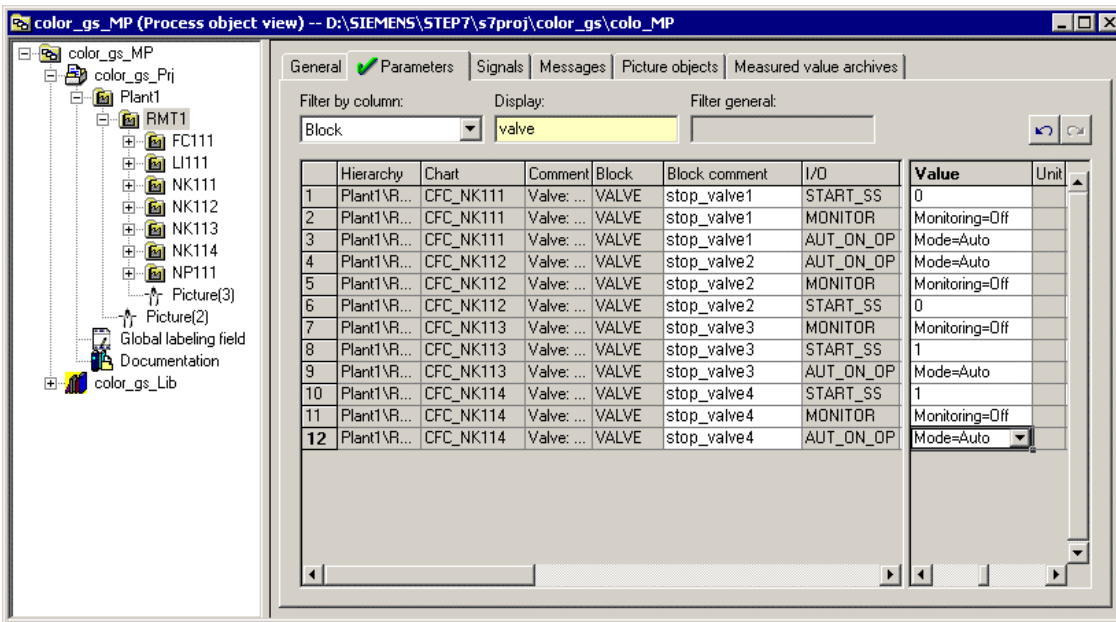 color_gs_MP (Process object view) -- D:\SIEMENS\STEP7\s7proj\color_gs\colo_MP
color_gs_MP
color_gs_Prj
Plant1
RMT1
FC111
LI111
NK111
NK112
NK113
NK114
NP111
Picture(3)
Picture(2)
Global labeling field
Documentation
color_gs_Lib
General Parameters Signals Messages Picture objects Measured value archives
Filter by column: Display: Filter general:
Block valve
Hierarchy Chart Comment Block Block comment I/O Value Unit
1 Plant1\R... CFC_NK111 Valve: ... VALVE stop_valve1 START_SS 0
2 Plant1\R... CFC_NK111 Valve: ... VALVE stop_valve1 MONITOR Monitoring=Off
3 Plant1\R... CFC_NK111 Valve: ... VALVE stop_valve1 AUT_ON_OP Mode=Auto
4 Plant1\R... CFC_NK112 Valve: ... VALVE stop_valve2 AUT_ON_OP Mode=Auto
5 Plant1\R... CFC_NK112 Valve: ... VALVE stop_valve2 MONITOR Monitoring=Off
6 Plant1\R... CFC_NK112 Valve: ... VALVE stop_valve2 START_SS 0
7 Plant1\R... CFC_NK113 Valve: ... VALVE stop_valve3 MONITOR Monitoring=Off
8 Plant1\R... CFC_NK113 Valve: ... VALVE stop_valve3 START_SS 1
9 Plant1\R... CFC_NK113 Valve: ... VALVE stop_valve3 AUT_ON_OP Mode=Auto
10 Plant1\R... CFC_NK114 Valve: ... VALVE stop_valve4 START_SS 1
11 Plant1\R... CFC_NK114 Valve: ... VALVE stop_valve4 MONITOR Monitoring=Off
12 Plant1\R... CFC_NK114 Valve: ... VALVE stop_valve4 AUT_ON_OP Mode=Auto